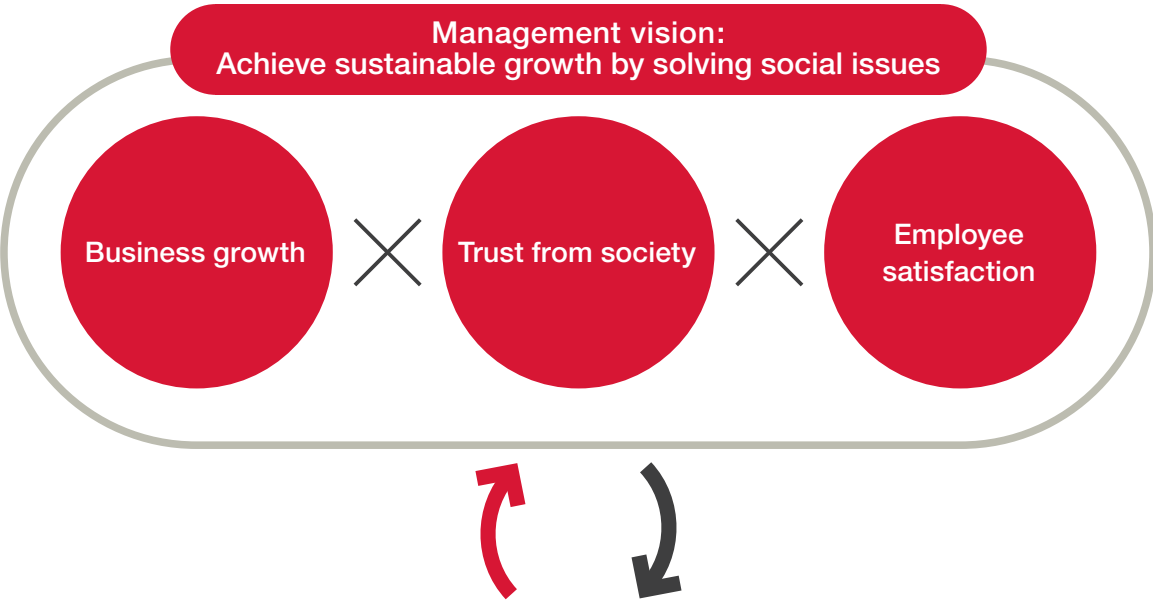 Management vision:
Achieve sustainable growth by solving social issues
Business growth
Trust from society
Employee
satisfaction